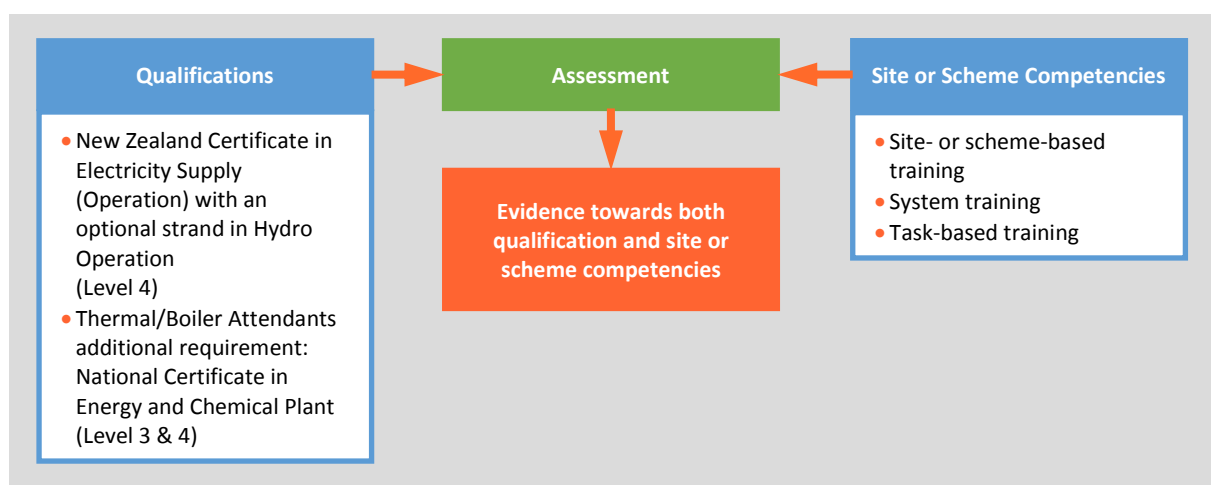 Qualifications
New Zealand Certificate in
Electricity Supply
(Operation) with an
optional strand in Hydro
Operation
(Level 4)
Thermal/Boiler Attendants
additional requirement:
National Certificate in
Energy and Chemical Plant
(Level 3 & 4)
Assessment
Evidence towards both
qualification and site or
scheme competencies
Site or Scheme Competencies
Site- or scheme-based
training
System training
Task-based training